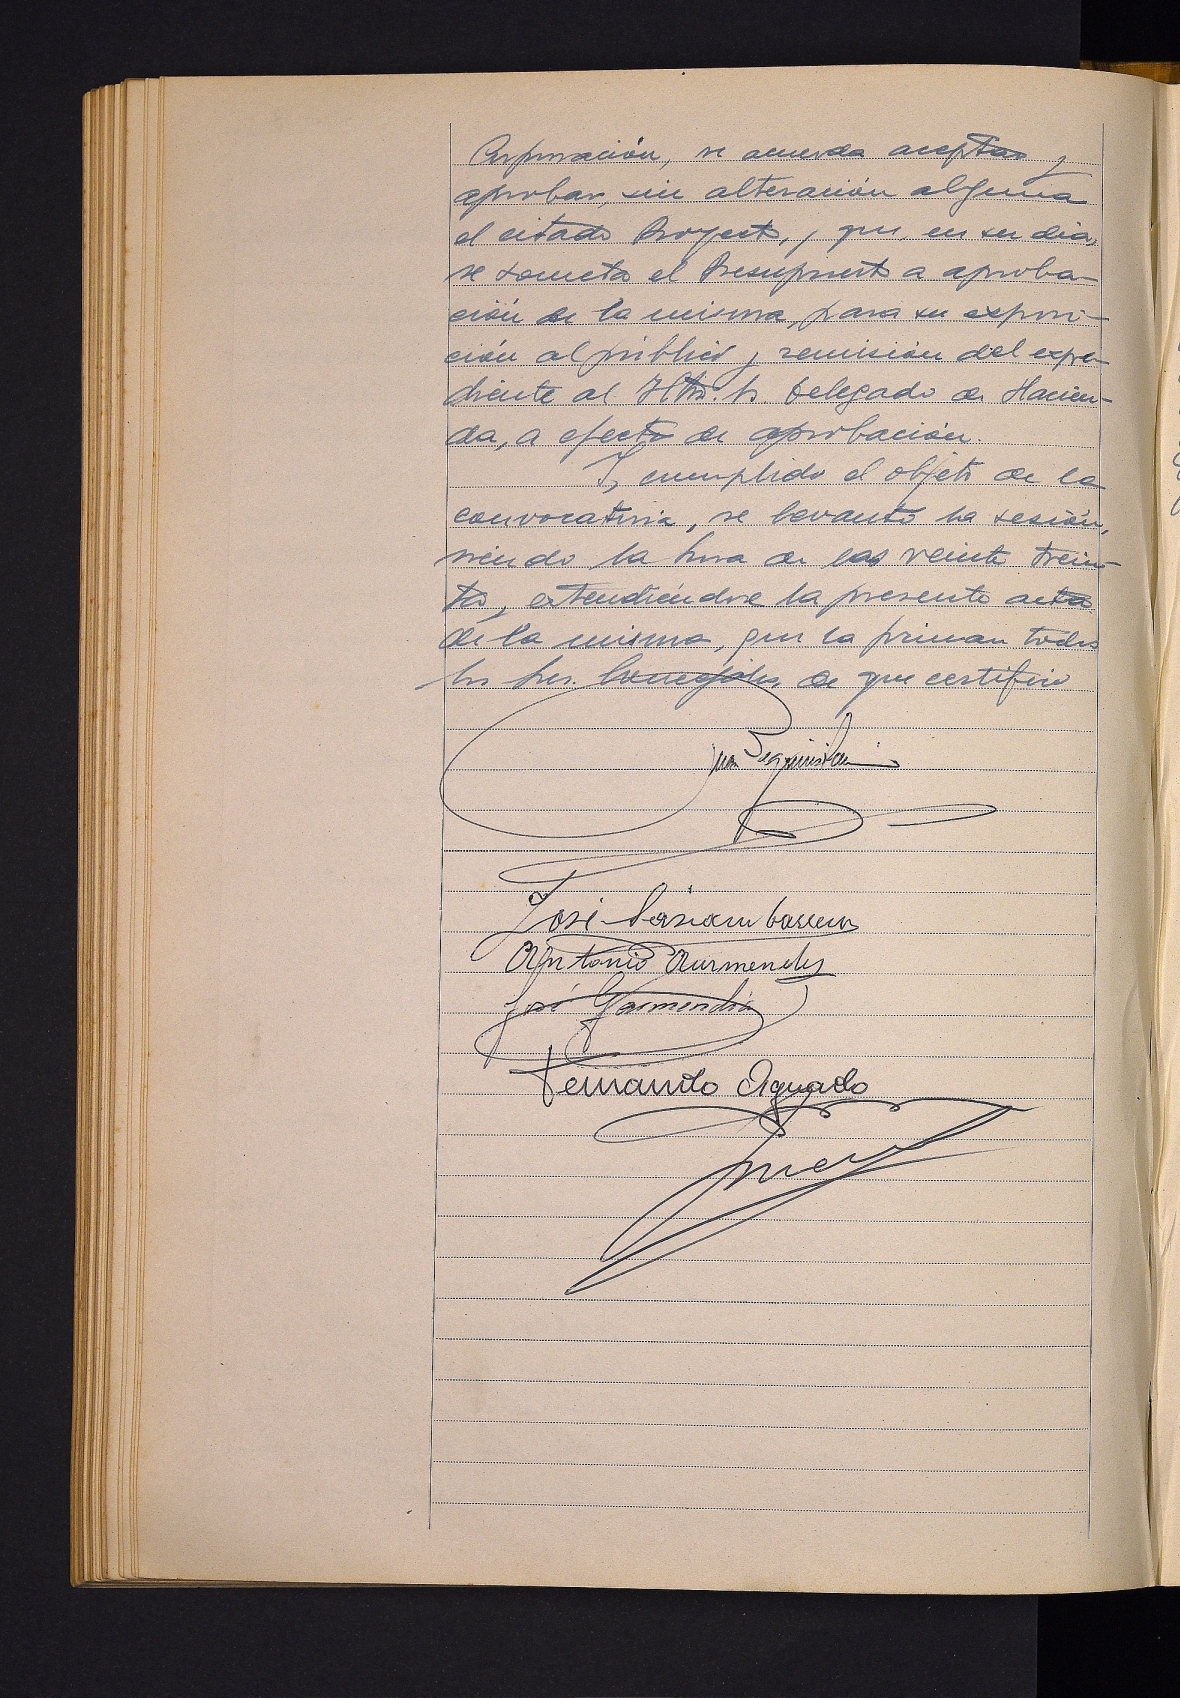 Corporación, se acuerda aceptar y
aprobar, sin alteración alguna
el citado Proyecto, y que, en su día,
se someta el Presupuesto a aproba-
ción de la misma, para su exposi-
ción al público y remisión del expe-
diente al Iltmo. Sr. Delegado de Hacien-
da, a efecto de aprobación.
Y, cumplido el objeto de la
convocatoria, se levantó la sesión,
siendo la hora de las veinte trein-
ta, extendiéndose la presente acta
de la misma, que la firman todos
los Sres. Concejales, de que certifico
Juan
José
Antonio Aurmendy
José Garmendia
Fernando Aguado